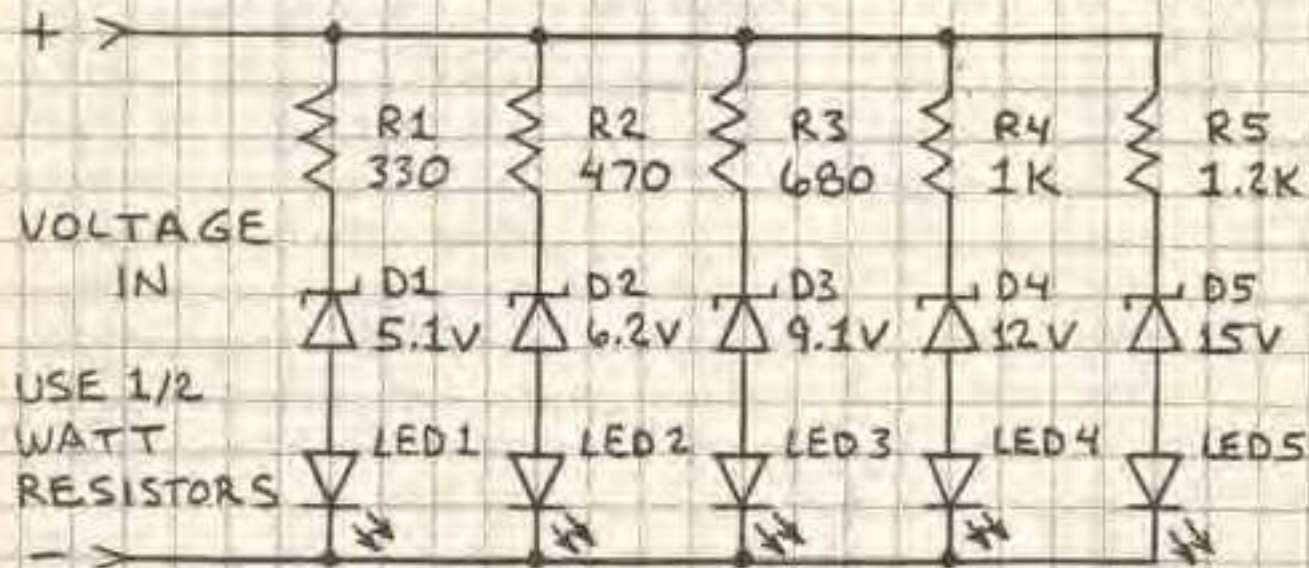 +
R1
330
R2
470
R3
680
R4
1K
R5
1.2K
VOLTAGE
IN
D1
5.1V
D2
6.2V
D3
9.1V
D4
12V
D5
15V
USE 1/2
WATT
RESISTORS
LED1
LED2
LED3
LED4
LED5
-